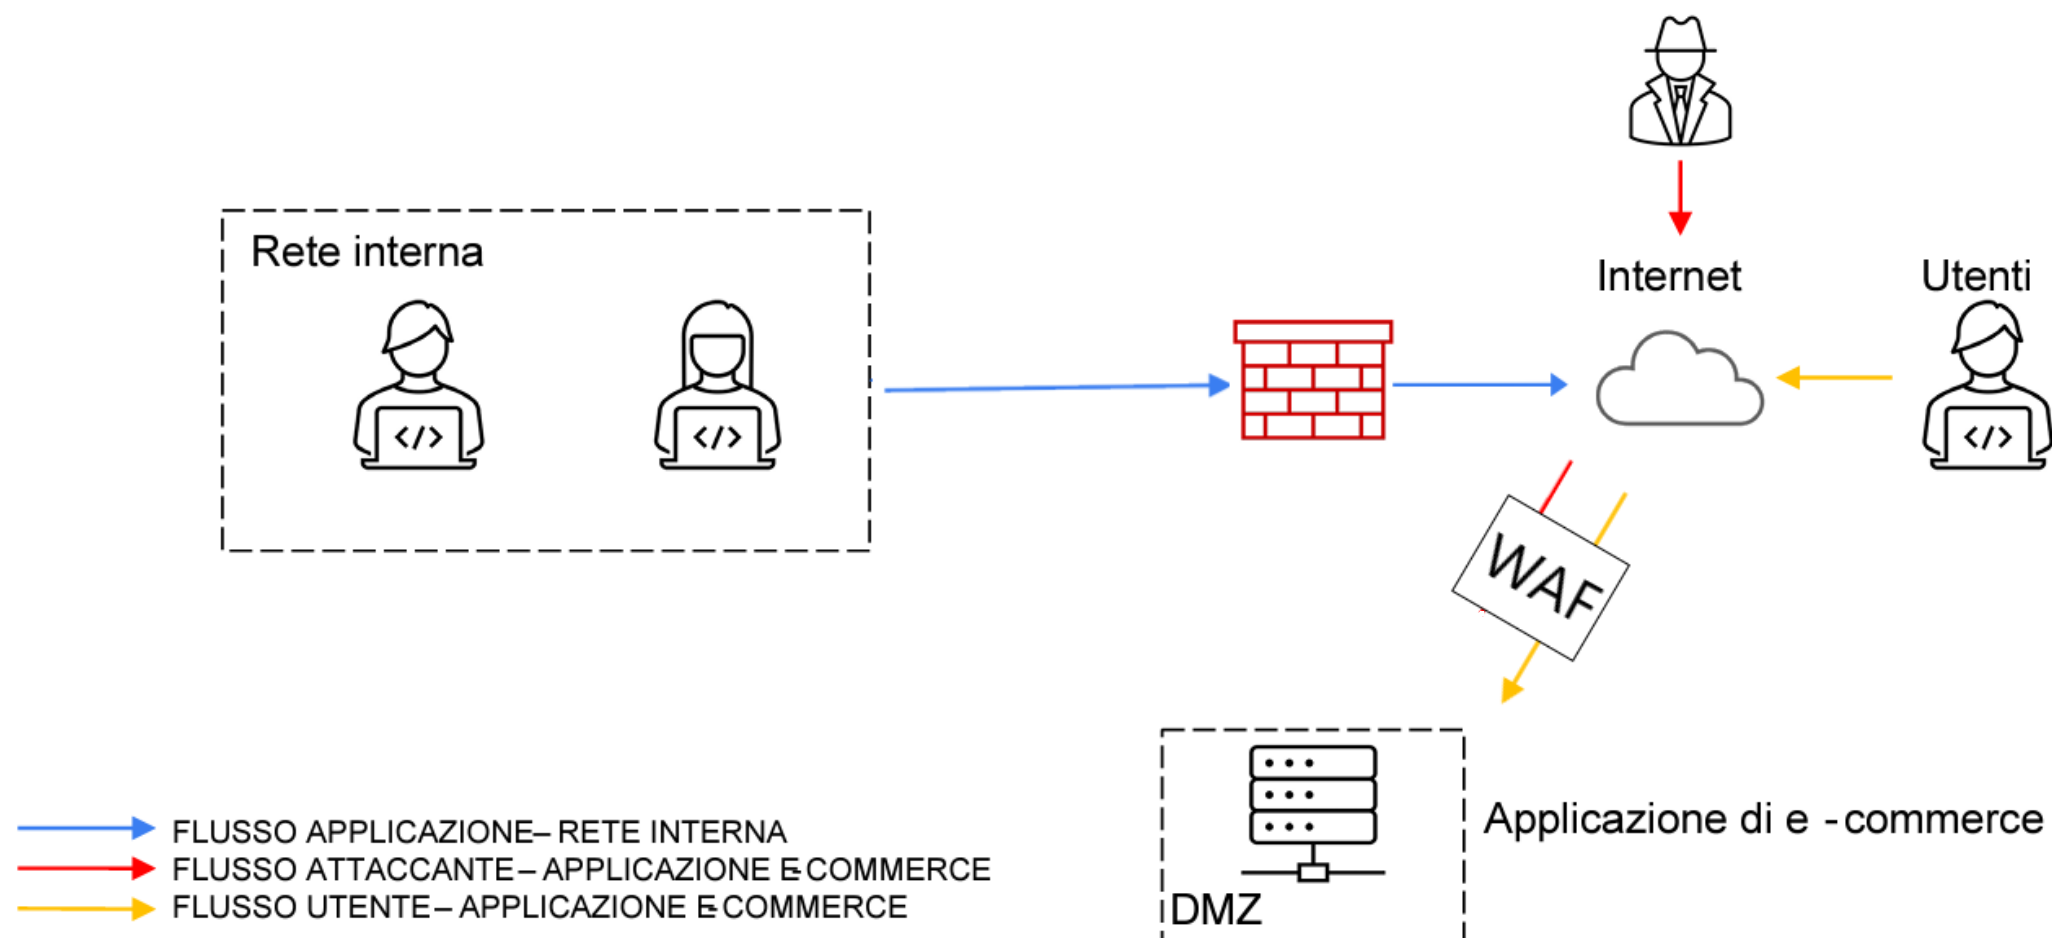 Rete interna
Internet
Utenti
</>
</>
</>
WAF
Applicazione di e -commerce
DMZ
FLUSSO APPLICAZIONE– RETE INTERNA
FLUSSO ATTACCANTE– APPLICAZIONE E-COMMERCE
FLUSSO UTENTE– APPLICAZIONE E-COMMERCE